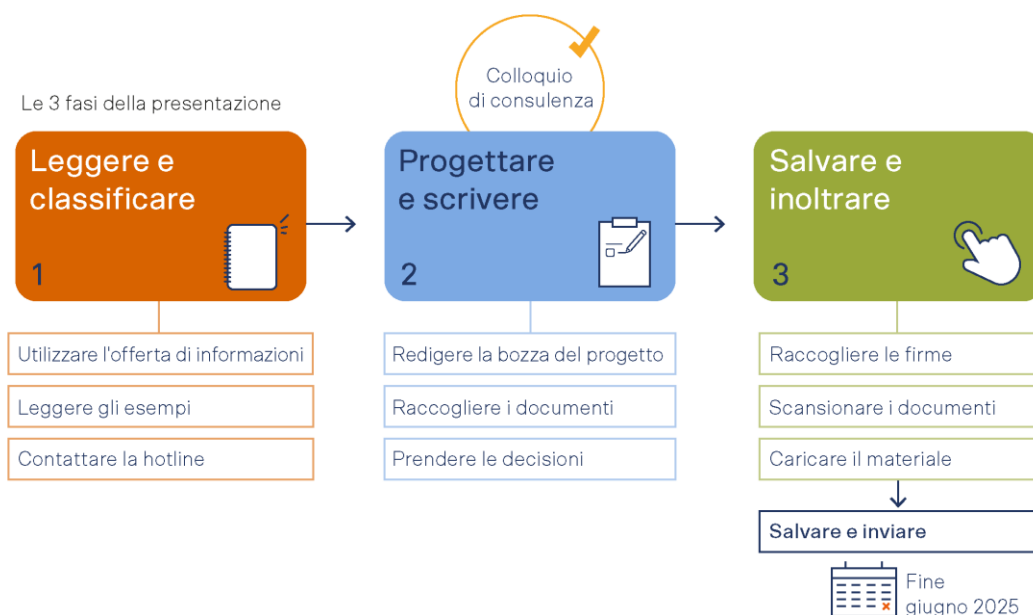 Colloquio
di consulenza
Le 3 fasi della presentazione
Leggere e
classificare
1
Progettare
e scrivere
2
Salvare e
inoltrare
3
Utilizzare l'offerta di informazioni
Leggere gli esempi
Contattare la hotline
Redigere la bozza del progetto
Raccogliere i documenti
Prendere le decisioni
Raccogliere le firme
Scansionare i documenti
Caricare il materiale
Salvare e inviare
Fine
giugno 2025